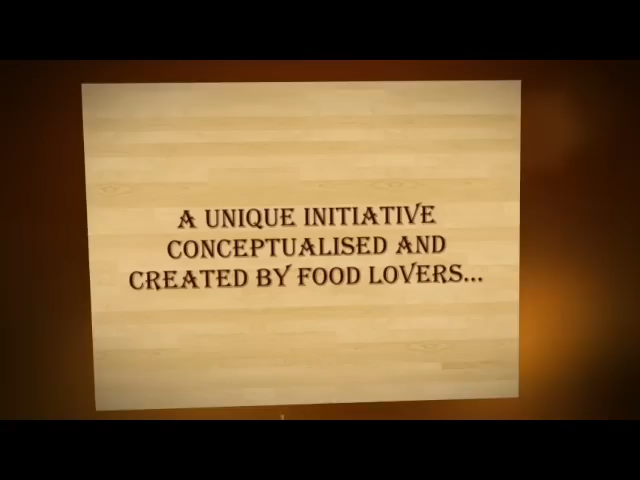 A UNIQUE INITIATIVE
CONCEPTUALISED AND
CREATED BY FOOD LOVERS...